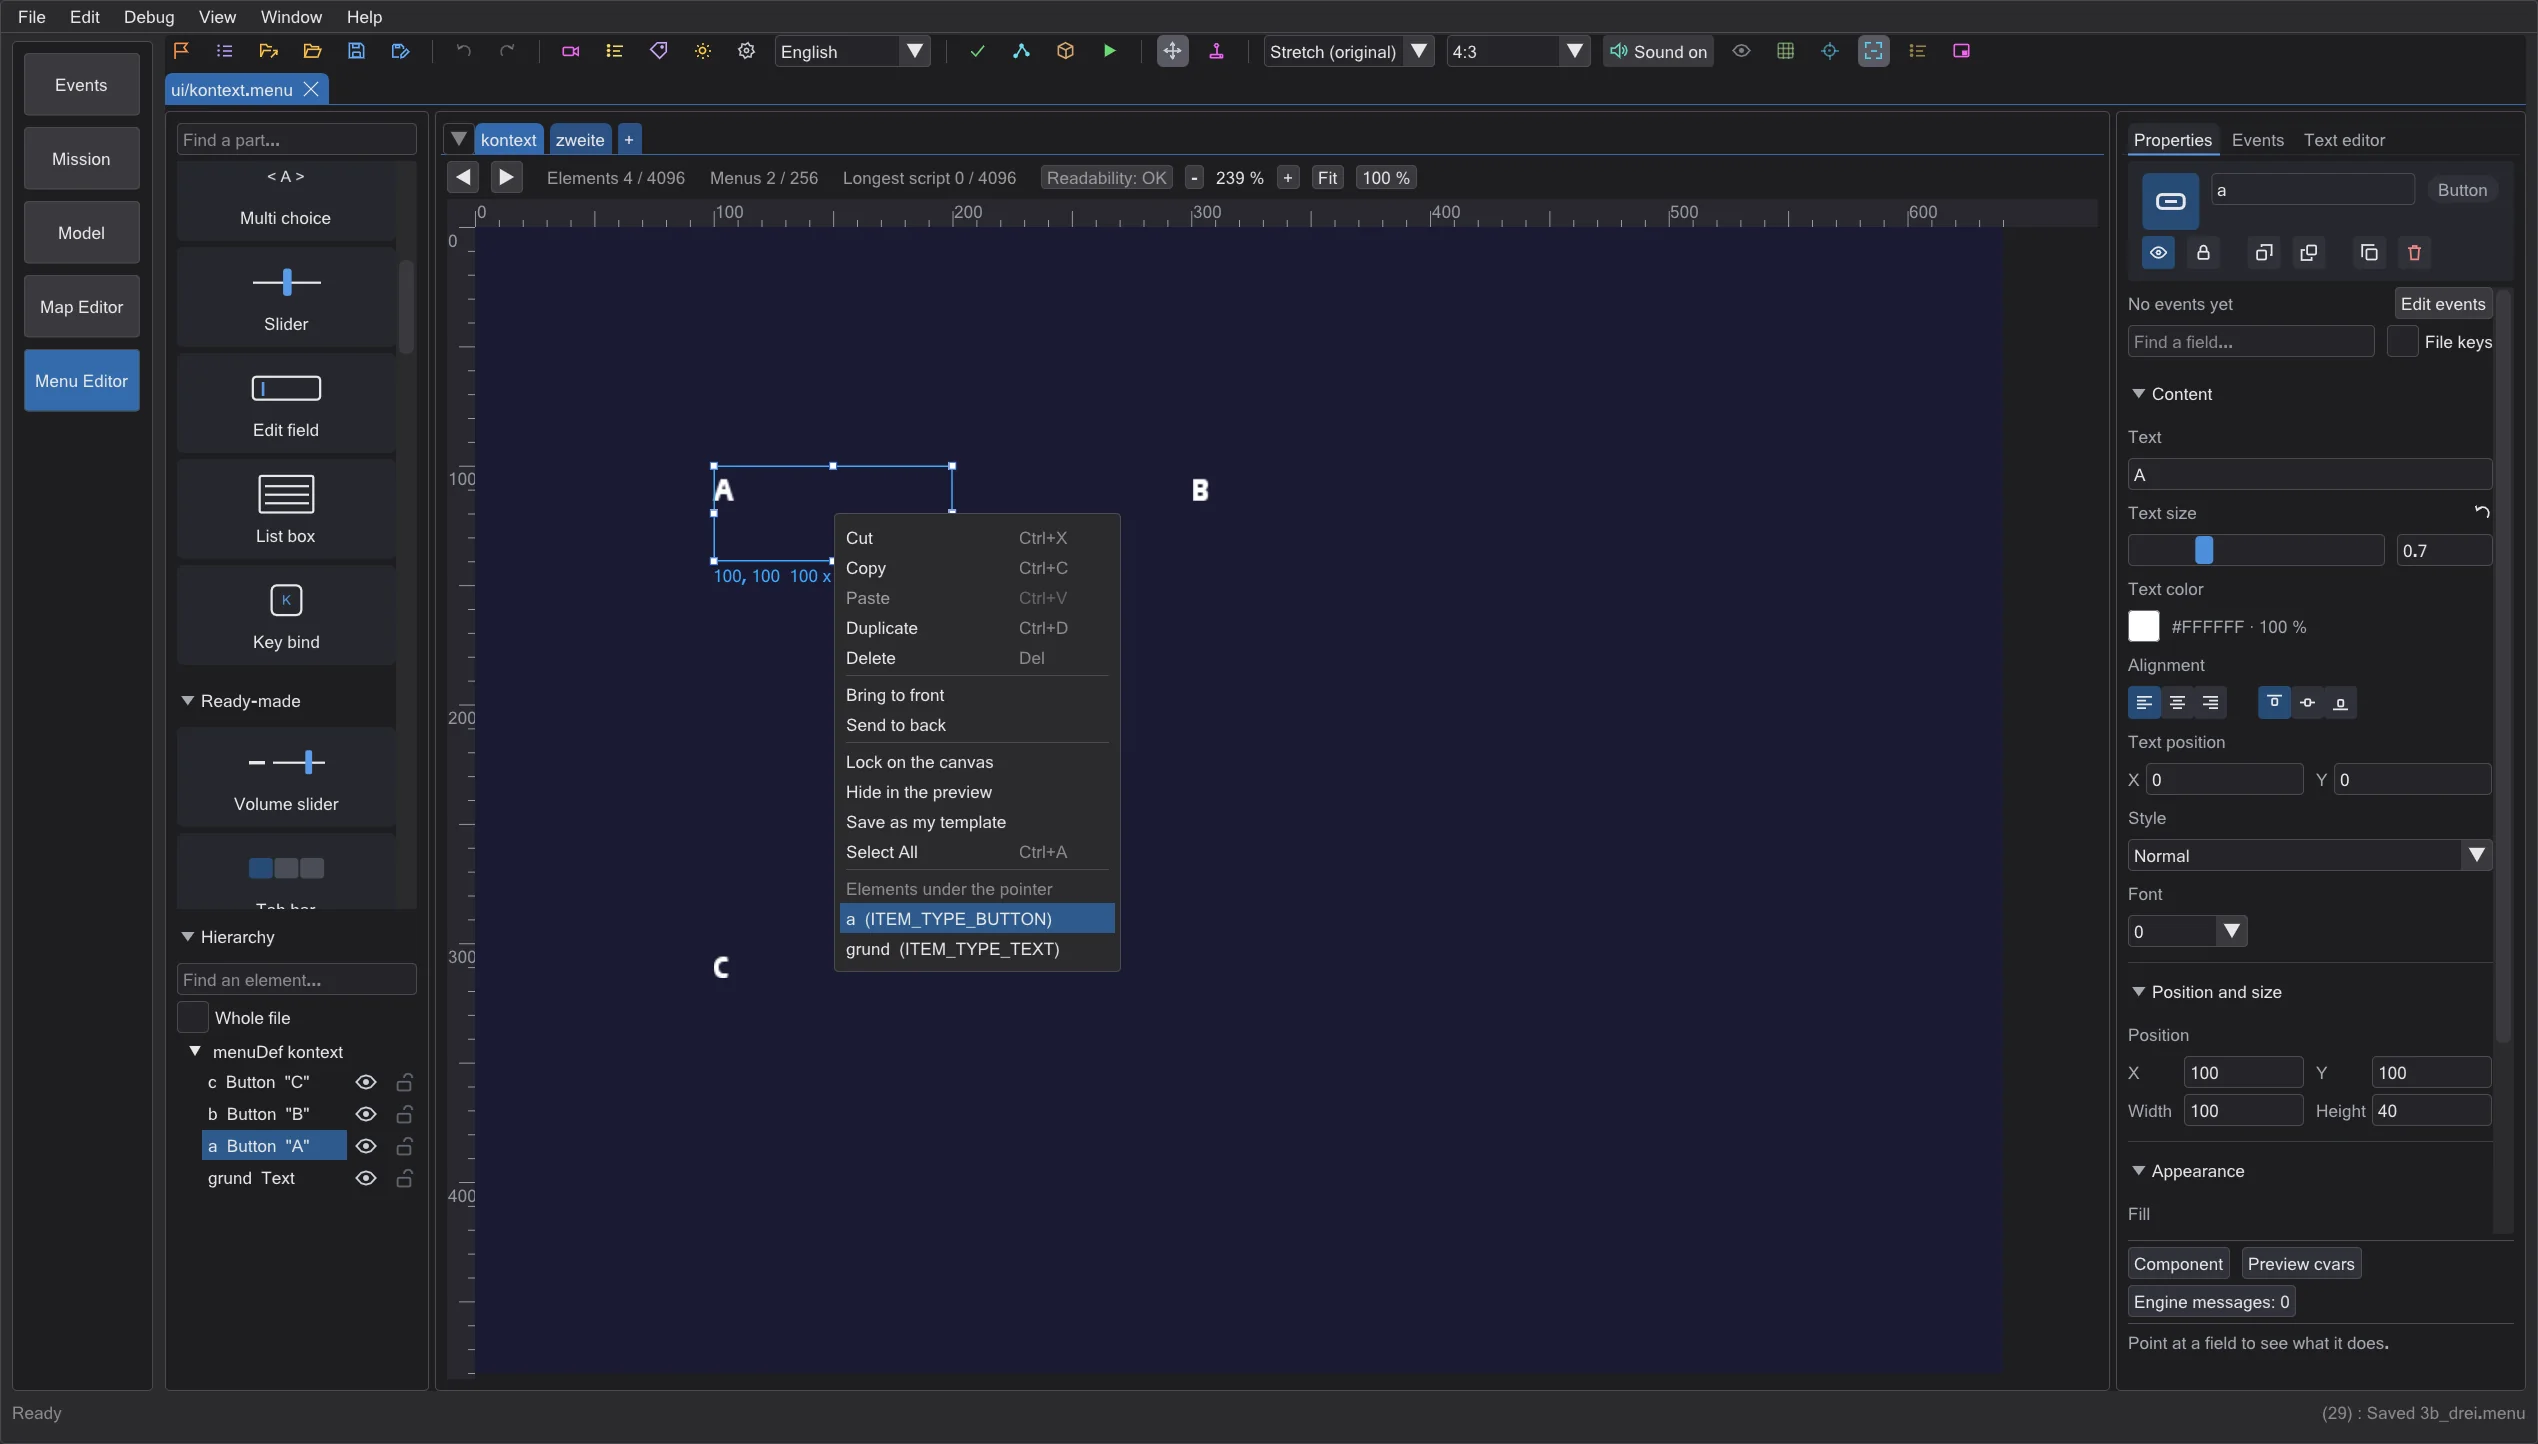 File Edit Debug View Window Help
English Stretch (original) 4:3 Sound on
ui/kontext.menu
Events
Mission
Model
Map Editor
Menu Editor
Find a part...
< A >
Multi choice
Slider
Edit field
List box
K
Key bind
Ready-made
Volume slider
Hierarchy
Find an element...
Whole file
menuDef kontext
c Button "C"
b Button "B"
a Button "A"
grund Text
kontext zweite +
Elements 4 / 4096 Menus 2 / 256 Longest script 0 / 4096 Readability: OK - 239 % + Fit 100 %
0 100 200 300 400 500 600
0
100
200
300
400
A
B
C
100, 100 100 x
Cut Ctrl+X
Copy Ctrl+C
Paste Ctrl+V
Duplicate Ctrl+D
Delete Del
Bring to front
Send to back
Lock on the canvas
Hide in the preview
Save as my template
Select All Ctrl+A
Elements under the pointer
a (ITEM_TYPE_BUTTON)
grund (ITEM_TYPE_TEXT)
Properties Events Text editor
a Button
No events yet Edit events
Find a field... File keys
Content
Text
A
Text size
0.7
Text color
#FFFFFF · 100 %
Alignment
Text position
X 0 Y 0
Style
Normal
Font
0
Position and size
Position
X 100 Y 100
Width 100 Height 40
Appearance
Fill
Component Preview cvars
Engine messages: 0
Point at a field to see what it does.
Ready (29) : Saved 3b_drei.menu